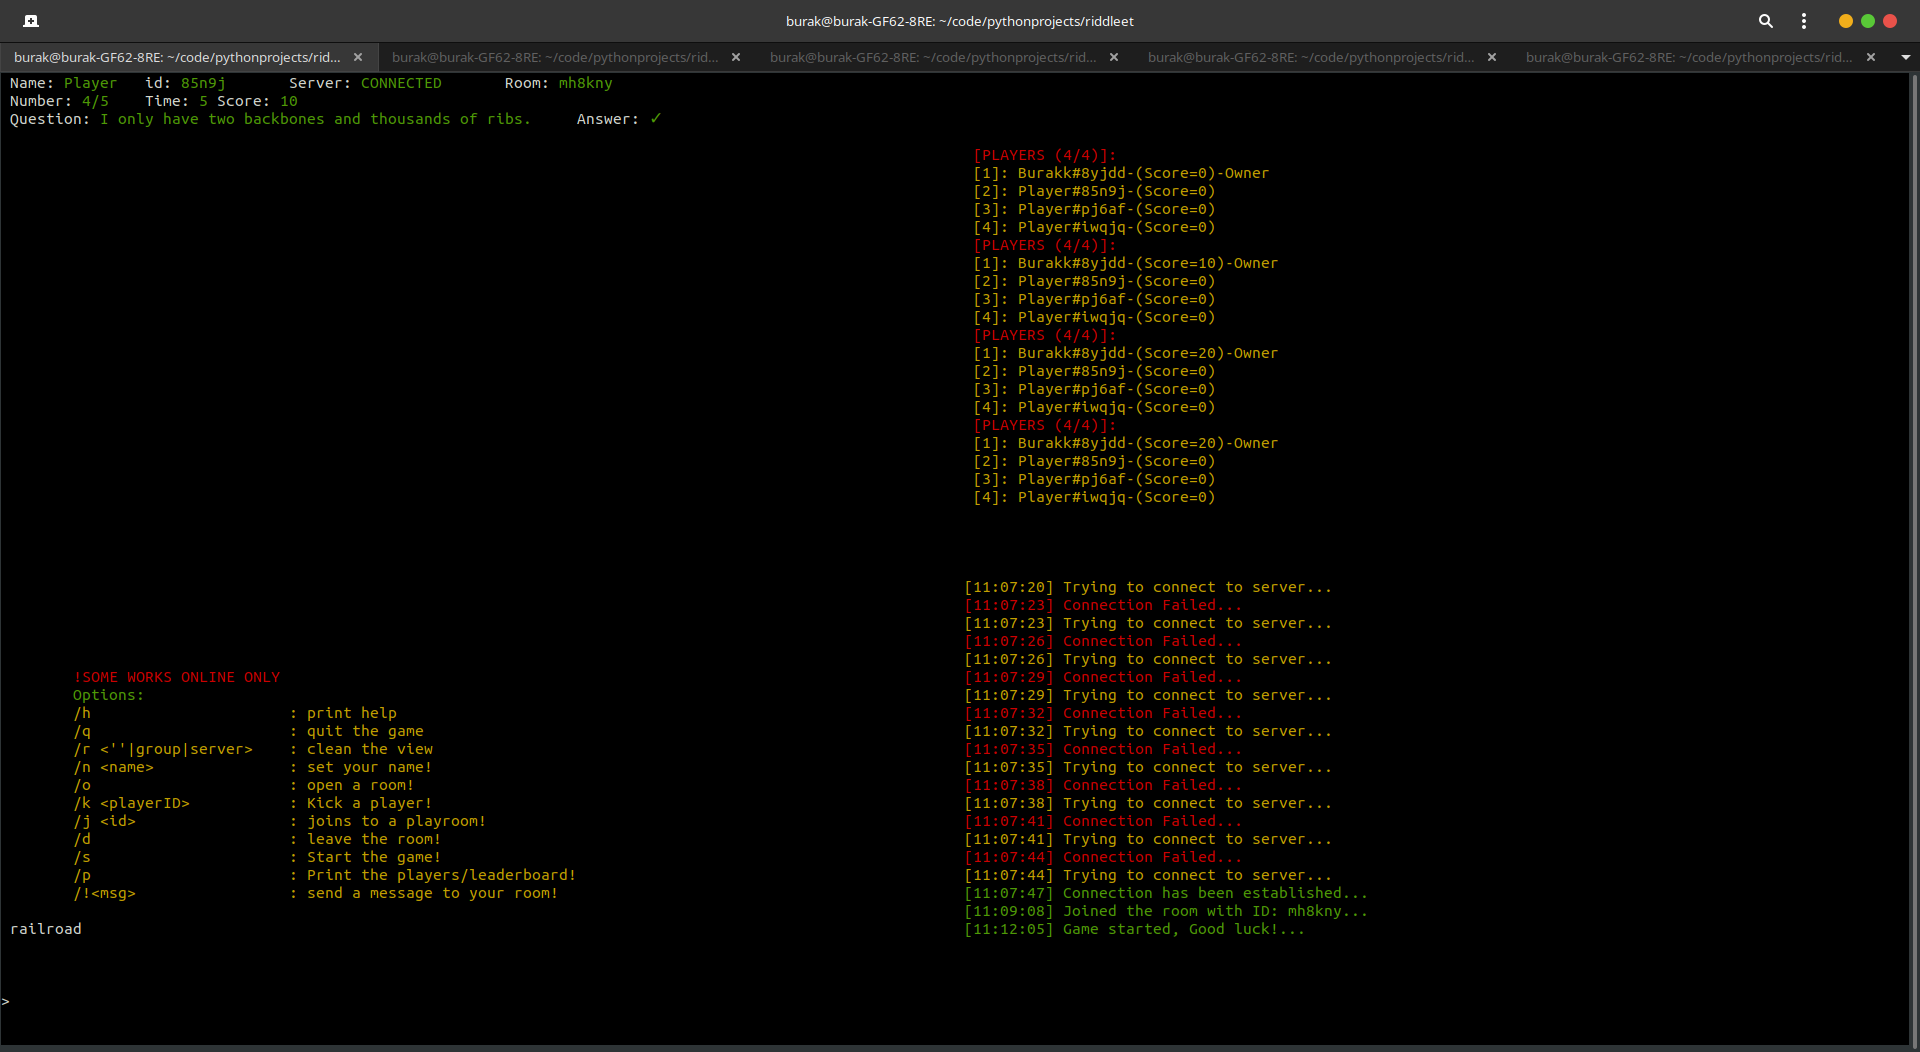 burak@burak-GF62-8RE: ~/code/pythonprojects/riddleet
burak@burak-GF62-8RE: ~/code/pythonprojects/rid... burak@burak-GF62-8RE: ~/code/pythonprojects/rid... burak@burak-GF62-8RE: ~/code/pythonprojects/rid... burak@burak-GF62-8RE: ~/code/pythonprojects/rid... burak@burak-GF62-8RE: ~/code/pythonprojects/rid...
Name: Player id: 85n9j Server: CONNECTED Room: mh8kny
Number: 4/5 Time: 5 Score: 10
Question: I only have two backbones and thousands of ribs. Answer: ✓
[PLAYERS (4/4)]:
[1]: Burakk#8yjdd-(Score=0)-Owner
[2]: Player#85n9j-(Score=0)
[3]: Player#pj6af-(Score=0)
[4]: Player#iwqjq-(Score=0)
[PLAYERS (4/4)]:
[1]: Burakk#8yjdd-(Score=10)-Owner
[2]: Player#85n9j-(Score=0)
[3]: Player#pj6af-(Score=0)
[4]: Player#iwqjq-(Score=0)
[PLAYERS (4/4)]:
[1]: Burakk#8yjdd-(Score=20)-Owner
[2]: Player#85n9j-(Score=0)
[3]: Player#pj6af-(Score=0)
[4]: Player#iwqjq-(Score=0)
[PLAYERS (4/4)]:
[1]: Burakk#8yjdd-(Score=20)-Owner
[2]: Player#85n9j-(Score=0)
[3]: Player#pj6af-(Score=0)
[4]: Player#iwqjq-(Score=0)
!SOME WORKS ONLINE ONLY
Options:
/h : print help
/q : quit the game
/r <''|group|server> : clean the view
/n <name> : set your name!
/o : open a room!
/k <playerID> : Kick a player!
/j <id> : joins to a playroom!
/d : leave the room!
/s : Start the game!
/p : Print the players/leaderboard!
/!<msg> : send a message to your room!
railroad
[11:07:20] Trying to connect to server...
[11:07:23] Connection Failed...
[11:07:23] Trying to connect to server...
[11:07:26] Connection Failed...
[11:07:26] Trying to connect to server...
[11:07:29] Connection Failed...
[11:07:29] Trying to connect to server...
[11:07:32] Connection Failed...
[11:07:32] Trying to connect to server...
[11:07:35] Connection Failed...
[11:07:35] Trying to connect to server...
[11:07:38] Connection Failed...
[11:07:38] Trying to connect to server...
[11:07:41] Connection Failed...
[11:07:41] Trying to connect to server...
[11:07:44] Connection Failed...
[11:07:44] Trying to connect to server...
[11:07:47] Connection has been established...
[11:09:08] Joined the room with ID: mh8kny...
[11:12:05] Game started, Good luck!...
>